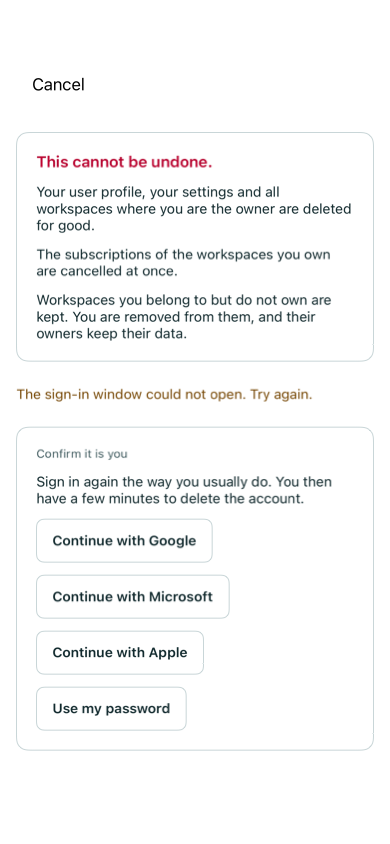 Cancel
This cannot be undone.
Your user profile, your settings and all
workspaces where you are the owner are deleted
for good.
The subscriptions of the workspaces you own
are cancelled at once.
Workspaces you belong to but do not own are
kept. You are removed from them, and their
owners keep their data.
The sign-in window could not open. Try again.
Confirm it is you
Sign in again the way you usually do. You then
have a few minutes to delete the account.
Continue with Google
Continue with Microsoft
Continue with Apple
Use my password